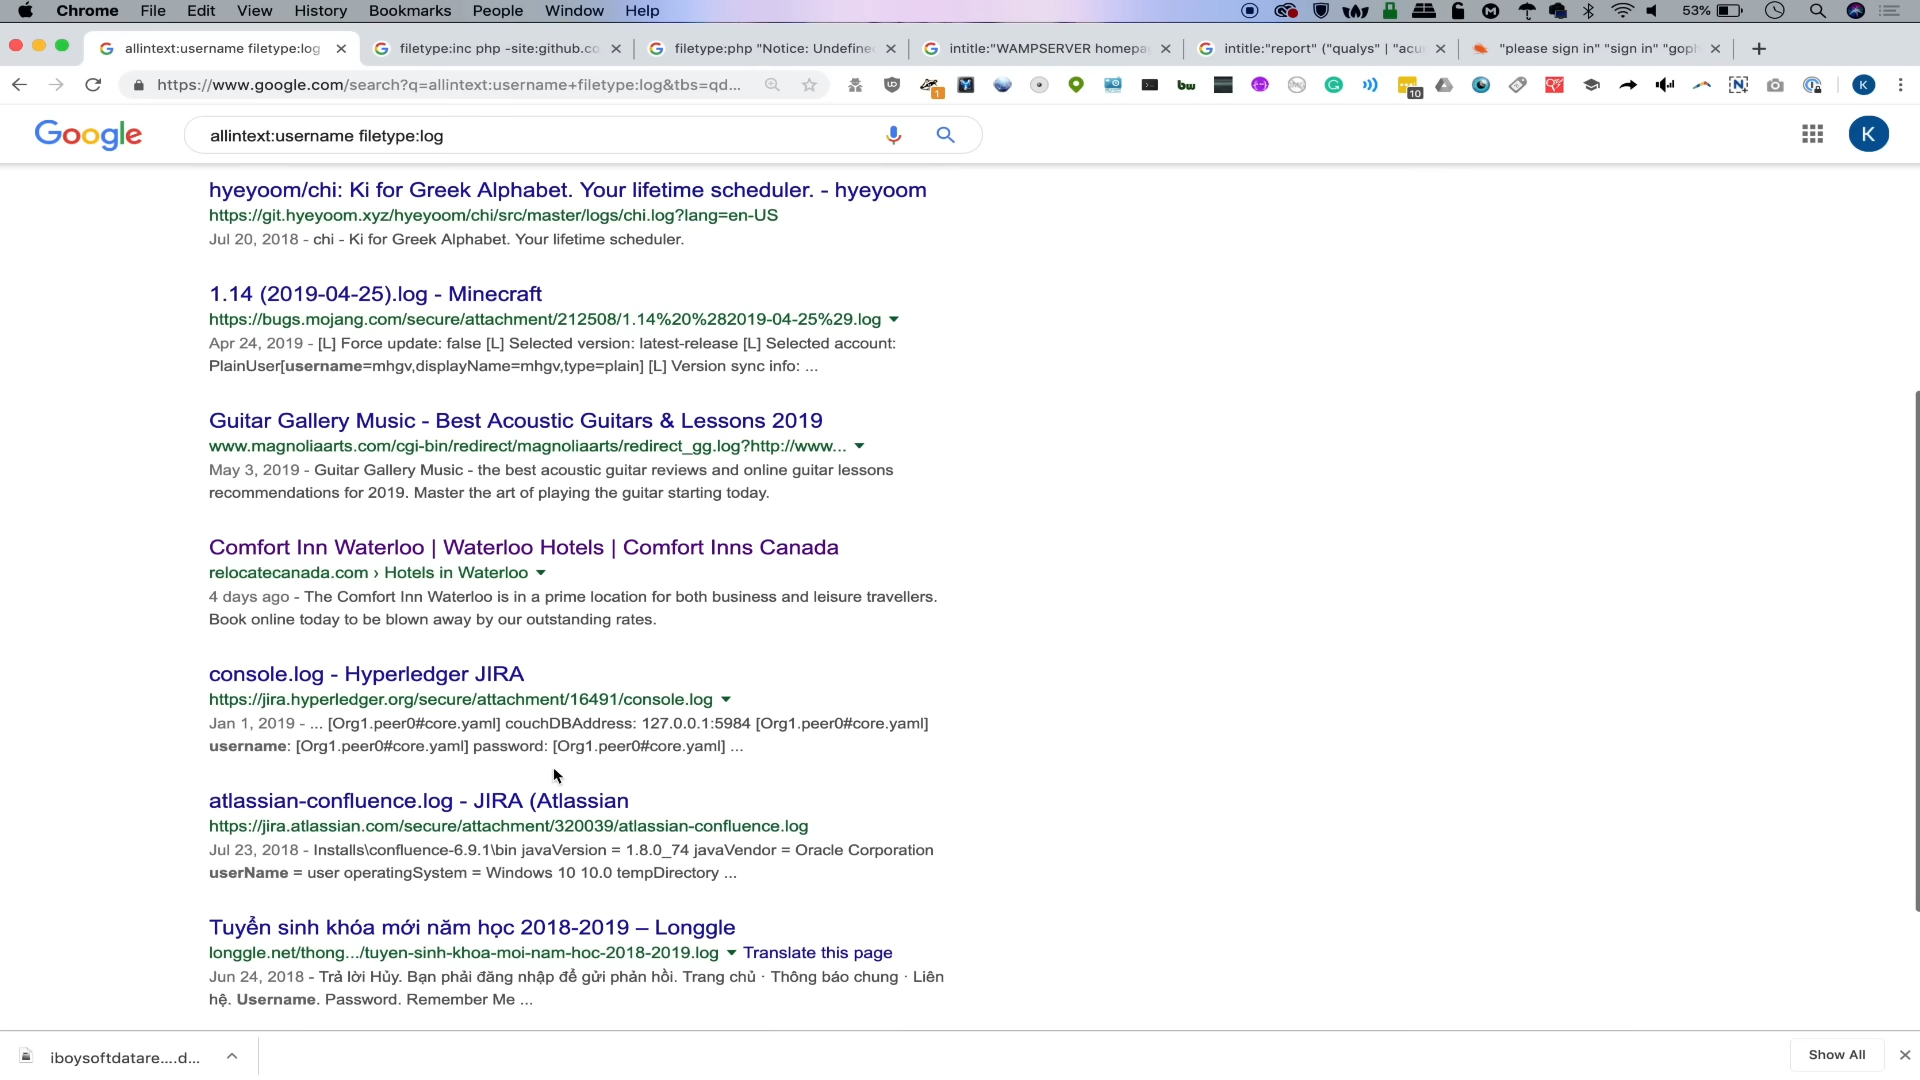 Chrome File Edit View History Bookmarks People Window Help 53%
allintext:username filetype:log filetype:inc php -site:github.co filetype:php "Notice: Undefine intitle:"WAMPSERVER homepa intitle:"report" ("qualys" | "acu "please sign in" "sign in" "gop
https://www.google.com/search?q=allintext:username+filetype:log&tbs=qd... 1 bw 10 K
Google allintext:username filetype:log K
hyeyoom/chi: Ki for Greek Alphabet. Your lifetime scheduler. - hyeyoom
https://git.hyeyoom.xyz/hyeyoom/chi/src/master/logs/chi.log?lang=en-US
Jul 20, 2018 - chi - Ki for Greek Alphabet. Your lifetime scheduler.
1.14 (2019-04-25).log - Minecraft
https://bugs.mojang.com/secure/attachment/212508/1.14%20%282019-04-25%29.log
Apr 24, 2019 - [L] Force update: false [L] Selected version: latest-release [L] Selected account:
PlainUser[username=mhgv,displayName=mhgv,type=plain] [L] Version sync info: ...
Guitar Gallery Music - Best Acoustic Guitars & Lessons 2019
www.magnoliaarts.com/cgi-bin/redirect/magnoliaarts/redirect_gg.log?http://www...
May 3, 2019 - Guitar Gallery Music - the best acoustic guitar reviews and online guitar lessons
recommendations for 2019. Master the art of playing the guitar starting today.
Comfort Inn Waterloo | Waterloo Hotels | Comfort Inns Canada
relocatecanada.com › Hotels in Waterloo
4 days ago - The Comfort Inn Waterloo is in a prime location for both business and leisure travellers.
Book online today to be blown away by our outstanding rates.
console.log - Hyperledger JIRA
https://jira.hyperledger.org/secure/attachment/16491/console.log
Jan 1, 2019 - ... [Org1.peer0#core.yaml] couchDBAddress: 127.0.0.1:5984 [Org1.peer0#core.yaml]
username: [Org1.peer0#core.yaml] password: [Org1.peer0#core.yaml] ...
atlassian-confluence.log - JIRA (Atlassian
https://jira.atlassian.com/secure/attachment/320039/atlassian-confluence.log
Jul 23, 2018 - Installs\confluence-6.9.1\bin javaVersion = 1.8.0_74 javaVendor = Oracle Corporation
userName = user operatingSystem = Windows 10 10.0 tempDirectory ...
Tuyển sinh khóa mới năm học 2018-2019 – Longgle
longgle.net/thong.../tuyen-sinh-khoa-moi-nam-hoc-2018-2019.log Translate this page
Jun 24, 2018 - Trả lời Hủy. Bạn phải đăng nhập để gửi phản hồi. Trang chủ · Thông báo chung · Liên
hệ. Username. Password. Remember Me ...
iboysoftdatare....d... Show All